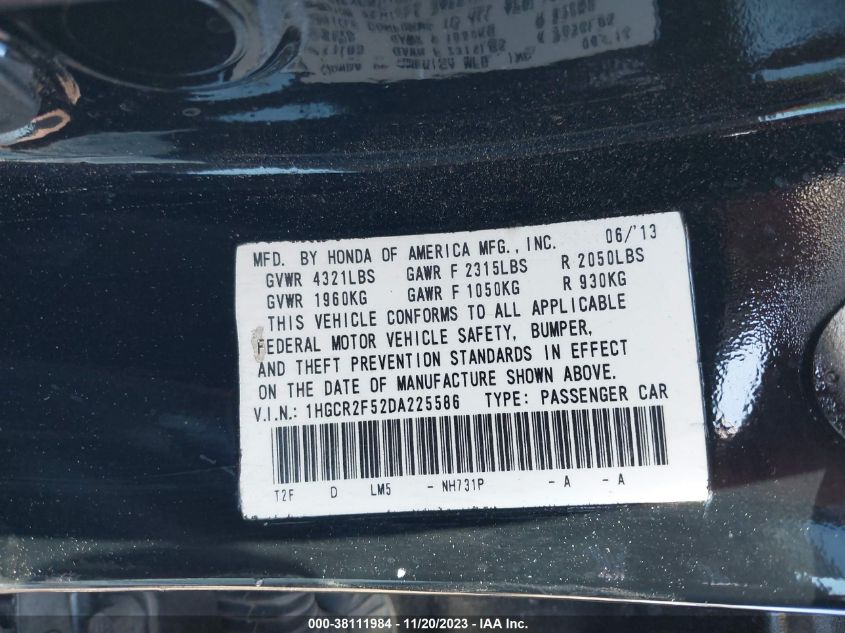 MFD. BY HONDA OF AMERICA MFG., INC. 06/'13
GVWR 4321LBS GAWR F 2315LBS R 2050LBS
GVWR 1960KG GAWR F 1050KG R 930KG
THIS VEHICLE CONFORMS TO ALL APPLICABLE
FEDERAL MOTOR VEHICLE SAFETY, BUMPER,
AND THEFT PREVENTION STANDARDS IN EFFECT
ON THE DATE OF MANUFACTURE SHOWN ABOVE.
V.I.N.: 1HGCR2F52DA225586 TYPE: PASSENGER CAR
T2F D LM5 - NH731P - A - A
000-38111984 - 11/20/2023 - IAA Inc.